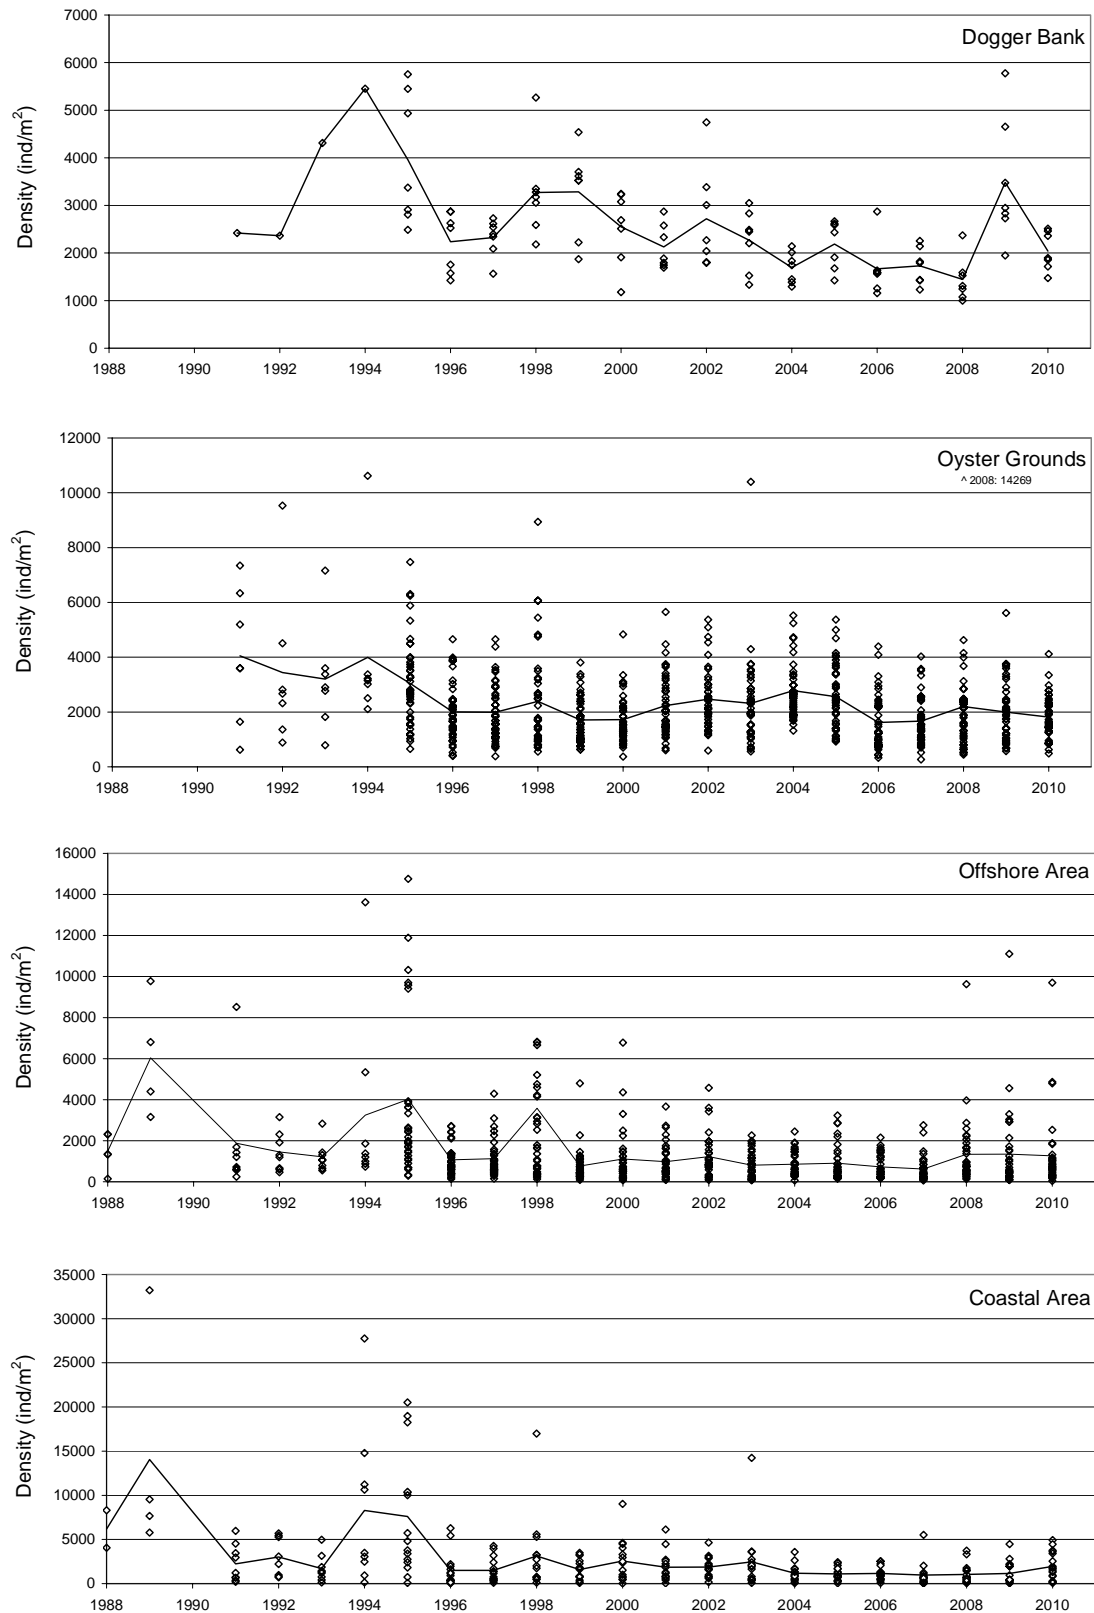 Dogger Bank
Density (ind/m²)
7000
6000
5000
4000
3000
2000
1000
0
1988 1990 1992 1994 1996 1998 2000 2002 2004 2006 2008 2010
Oyster Grounds
^ 2008: 14269
Density (ind/m²)
12000
10000
8000
6000
4000
2000
0
1988 1990 1992 1994 1996 1998 2000 2002 2004 2006 2008 2010
Offshore Area
Density (ind/m²)
16000
14000
12000
10000
8000
6000
4000
2000
0
1988 1990 1992 1994 1996 1998 2000 2002 2004 2006 2008 2010
Coastal Area
Density (ind/m²)
35000
30000
25000
20000
15000
10000
5000
0
1988 1990 1992 1994 1996 1998 2000 2002 2004 2006 2008 2010